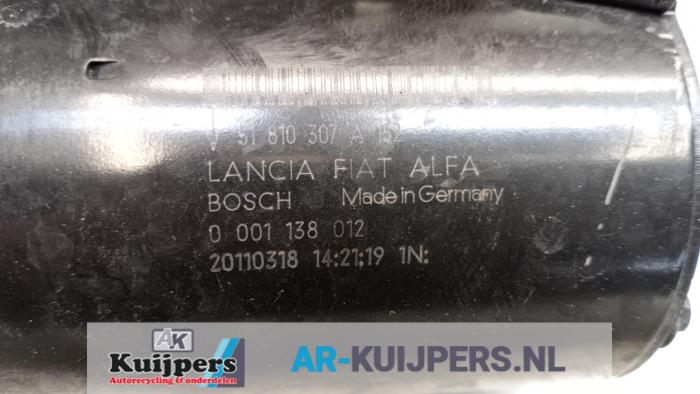 V 51 810 307 A
LANCIA FIAT ALFA
BOSCH Made in Germany
0 001 138 012
20110318 14:21:19 1N:
AK
Kuijpers
Autorecycling & onderdelen
AR-KUIJPERS.NL